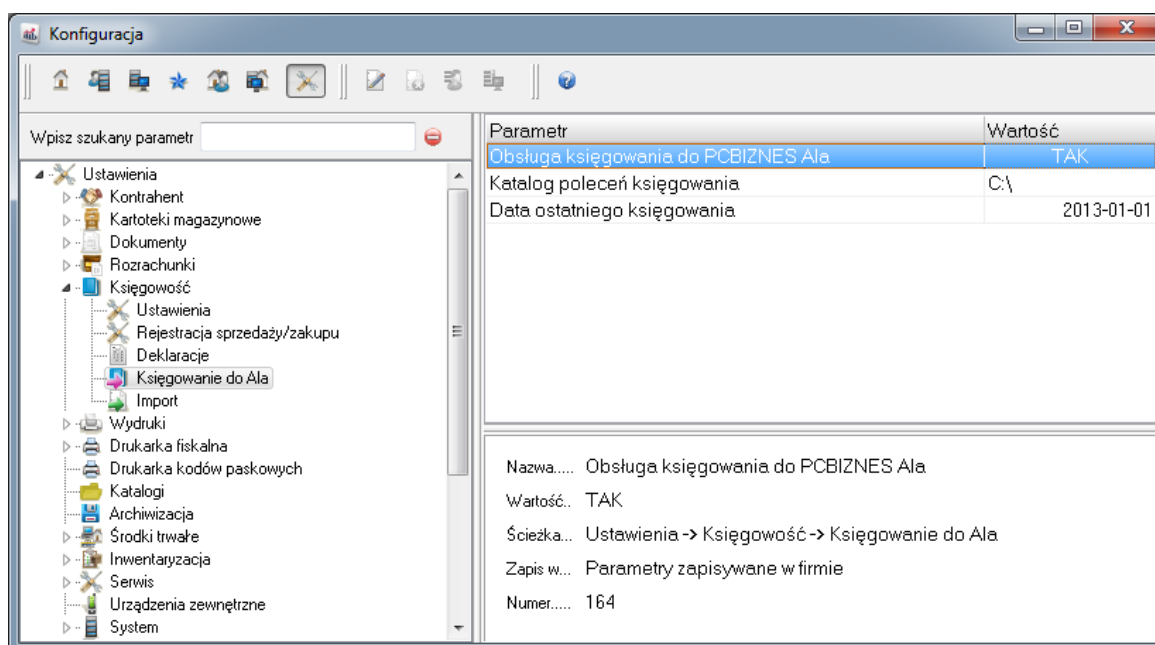 Konfiguracja
Wpisz szukany parametr
Ustawienia
Kontrahent
Kartoteki magazynowe
Dokumenty
Rozrachunki
Księgowość
Ustawienia
Rejestracja sprzedaży/zakupu
Deklaracje
Księgowanie do Ala
Import
Wydruki
Drukarka fiskalna
Drukarka kodów paskowych
Katalogi
Archiwizacja
Środki trwałe
Inwentaryzacja
Serwis
Urządzenia zewnętrzne
System
Parametr Wartość
Obsługa księgowania do PCBIZNES Ala TAK
Katalog poleceń księgowania C:\
Data ostatniego księgowania 2013-01-01
Nazwa..... Obsługa księgowania do PCBIZNES Ala
Wartość.. TAK
Ścieżka... Ustawienia -> Księgowość -> Księgowanie do Ala
Zapis w... Parametry zapisywane w firmie
Numer..... 164